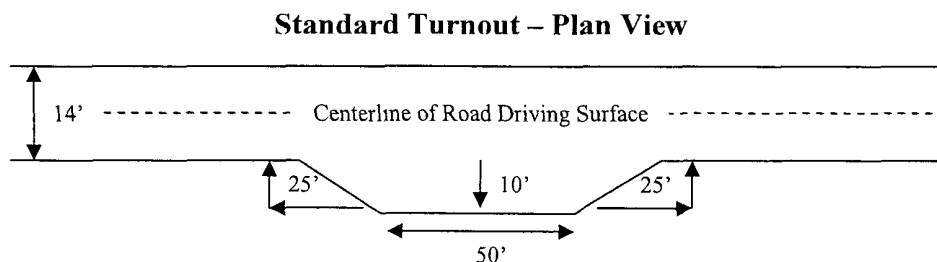 Standard Turnout – Plan View
14'
Centerline of Road Driving Surface
25'
10'
25'
50'